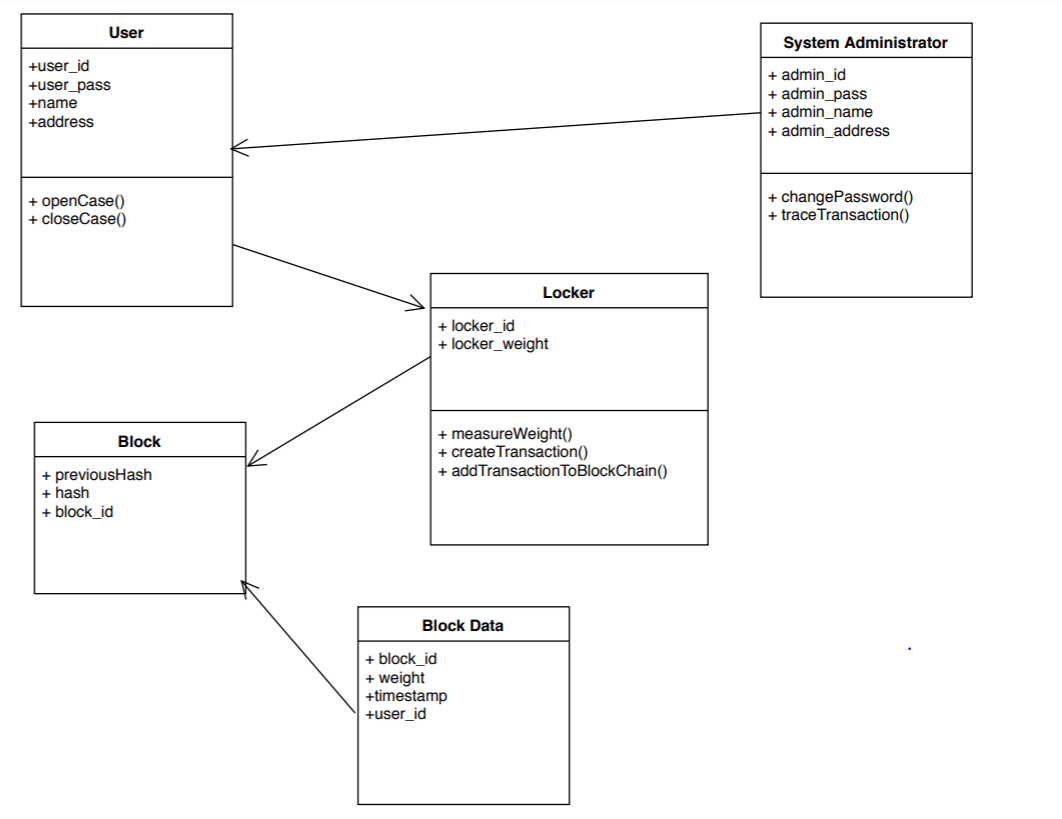 User
+user_id
+user_pass
+name
+address
+ openCase()
+ closeCase()
System Administrator
+ admin_id
+ admin_pass
+ admin_name
+ admin_address
+ changePassword()
+ traceTransaction()
Locker
+ locker_id
+ locker_weight
+ measureWeight()
+ createTransaction()
+ addTransactionToBlockChain()
Block
+ previousHash
+ hash
+ block_id
Block Data
+ block_id
+ weight
+timestamp
+user_id